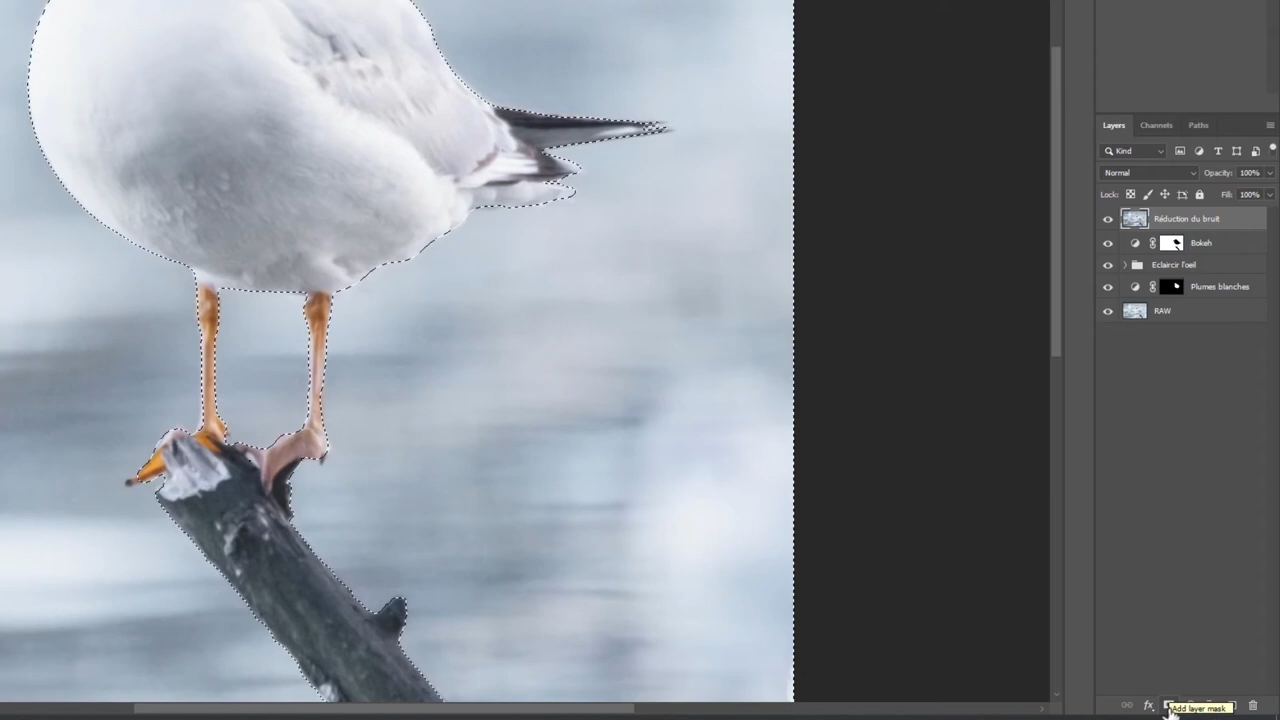 Layers Channels Paths
Kind
Normal Opacity: 100%
Lock: Fill: 100%
Réduction du bruit
Bokeh
Eclaircir l'oeil
Plumes blanches
RAW
fx
Add layer mask